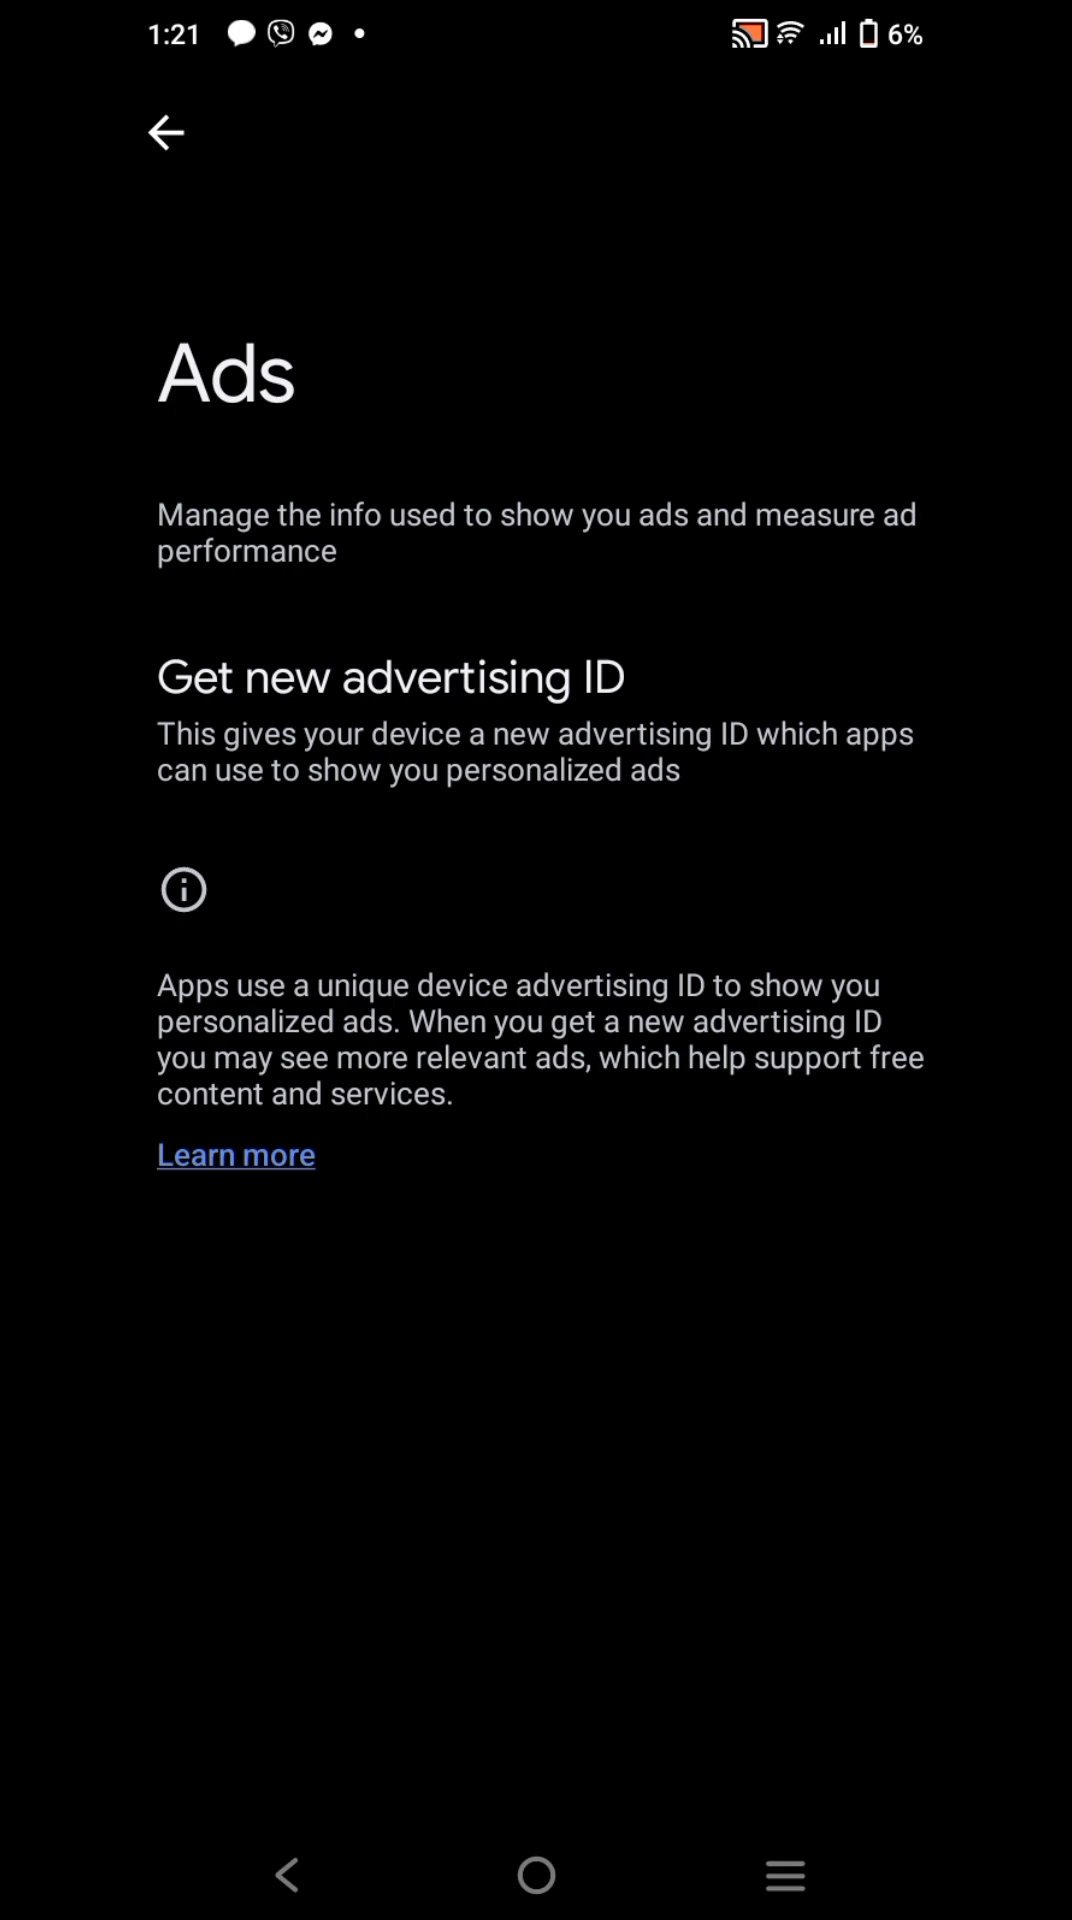 1:21
6%
Ads
Manage the info used to show you ads and measure ad
performance
Get new advertising ID
This gives your device a new advertising ID which apps
can use to show you personalized ads
Apps use a unique device advertising ID to show you
personalized ads. When you get a new advertising ID
you may see more relevant ads, which help support free
content and services.
Learn more